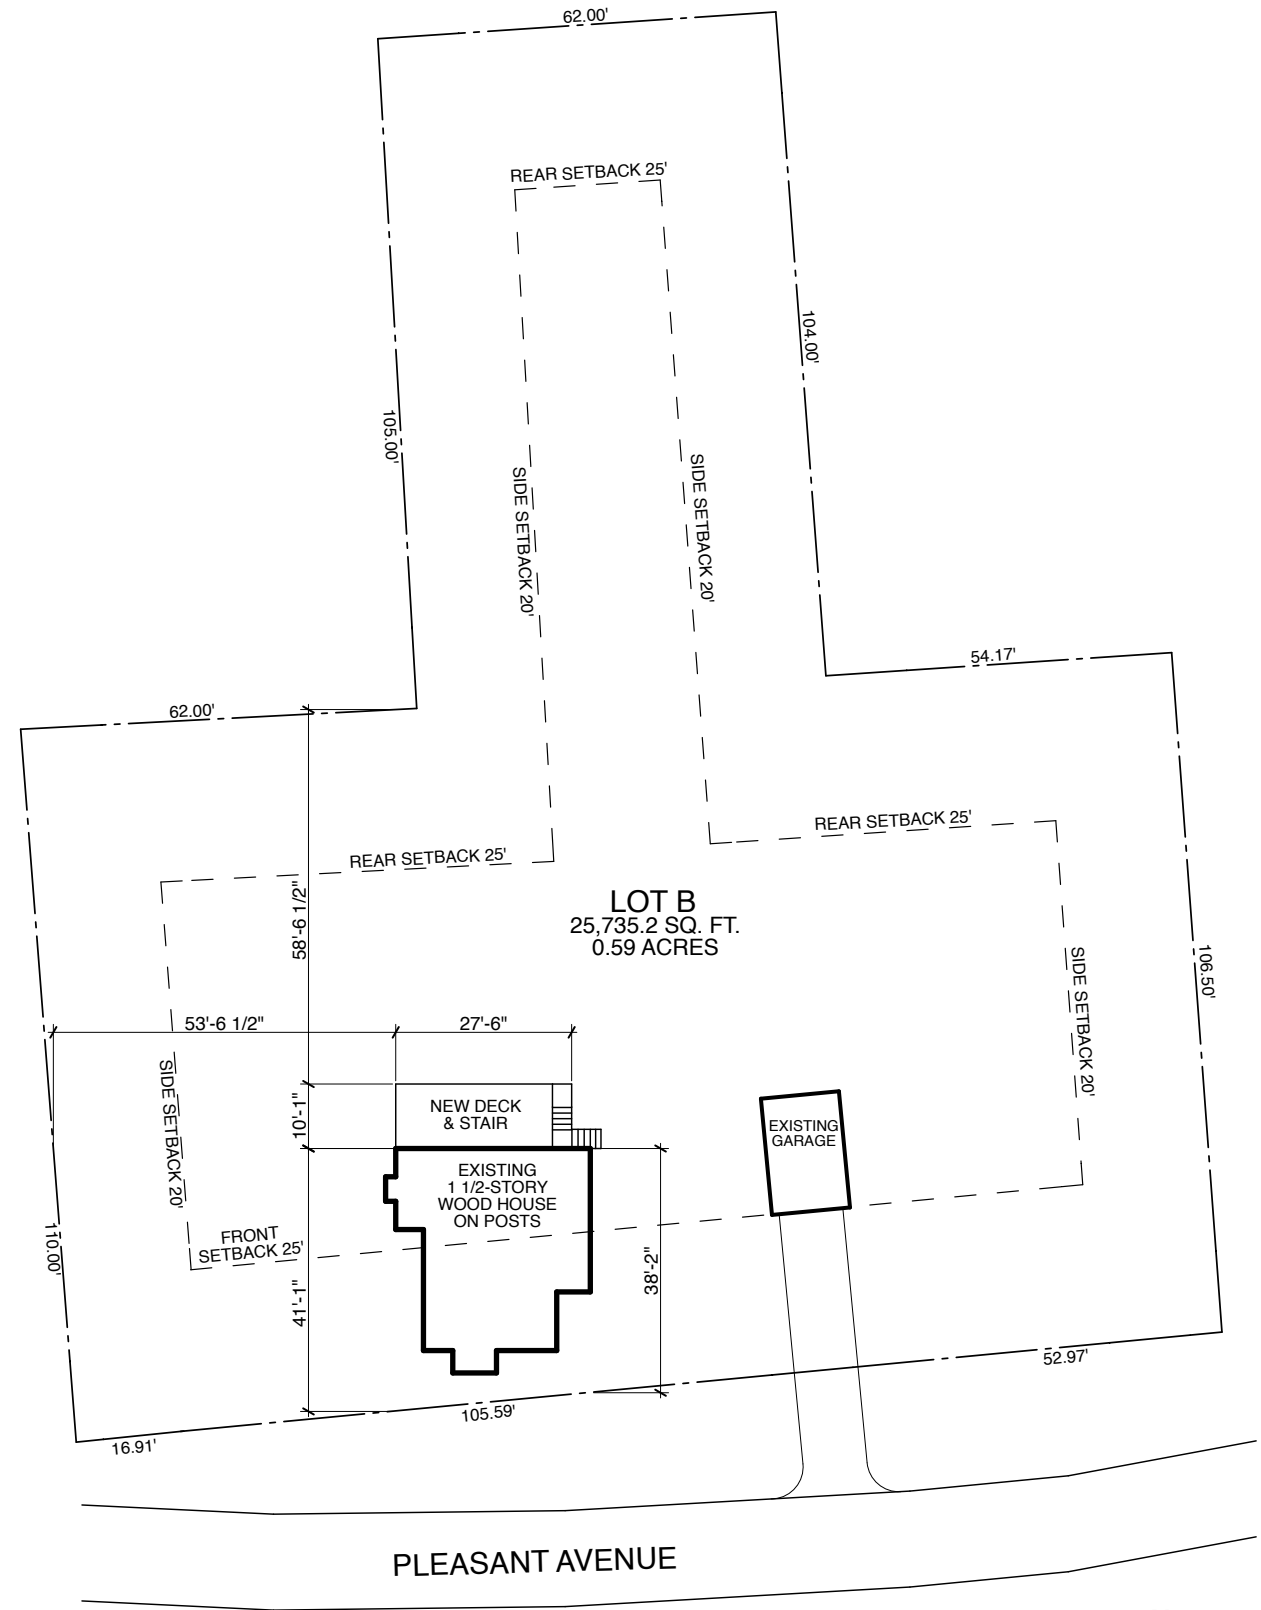 62.00'
REAR SETBACK 25'
104.00'
105.00'
SIDE SETBACK 20'
SIDE SETBACK 20'
54.17'
62.00'
REAR SETBACK 25'
REAR SETBACK 25'
58'-6 1/2"
LOT B
25,735.2 SQ. FT.
0.59 ACRES
106.50'
SIDE SETBACK 20'
53'-6 1/2"
27'-6"
SIDE SETBACK 20'
10'-1"
NEW DECK
& STAIR
EXISTING
GARAGE
EXISTING
1 1/2-STORY
WOOD HOUSE
ON POSTS
110.00'
FRONT
SETBACK 25'
41'-1"
38'-2"
52.97'
105.59'
16.91'
PLEASANT AVENUE